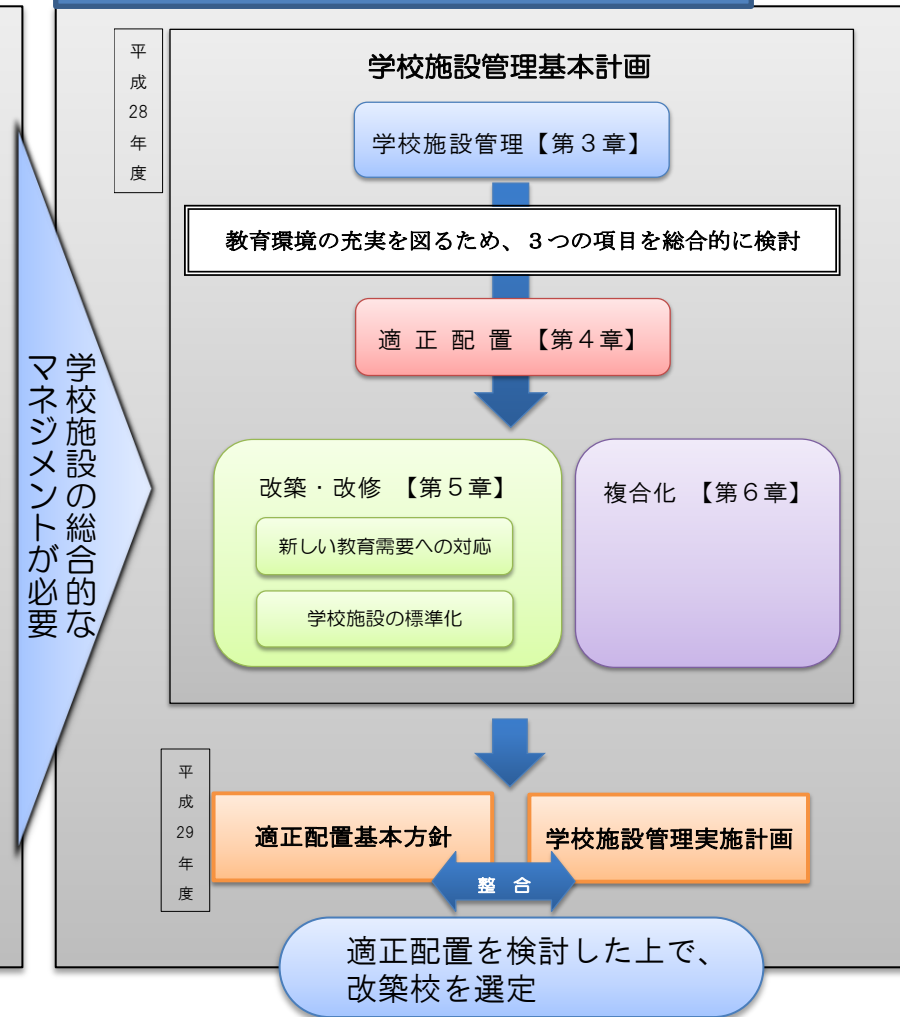 学校施設の総合的な
マネジメントが必要
平成28年度
学校施設管理基本計画
学校施設管理【第３章】
教育環境の充実を図るため、３つの項目を総合的に検討
適 正 配 置 【第４章】
改築・改修 【第５章】
新しい教育需要への対応
学校施設の標準化
複合化 【第６章】
平成29年度
適正配置基本方針
学校施設管理実施計画
整 合
適正配置を検討した上で、
改築校を選定